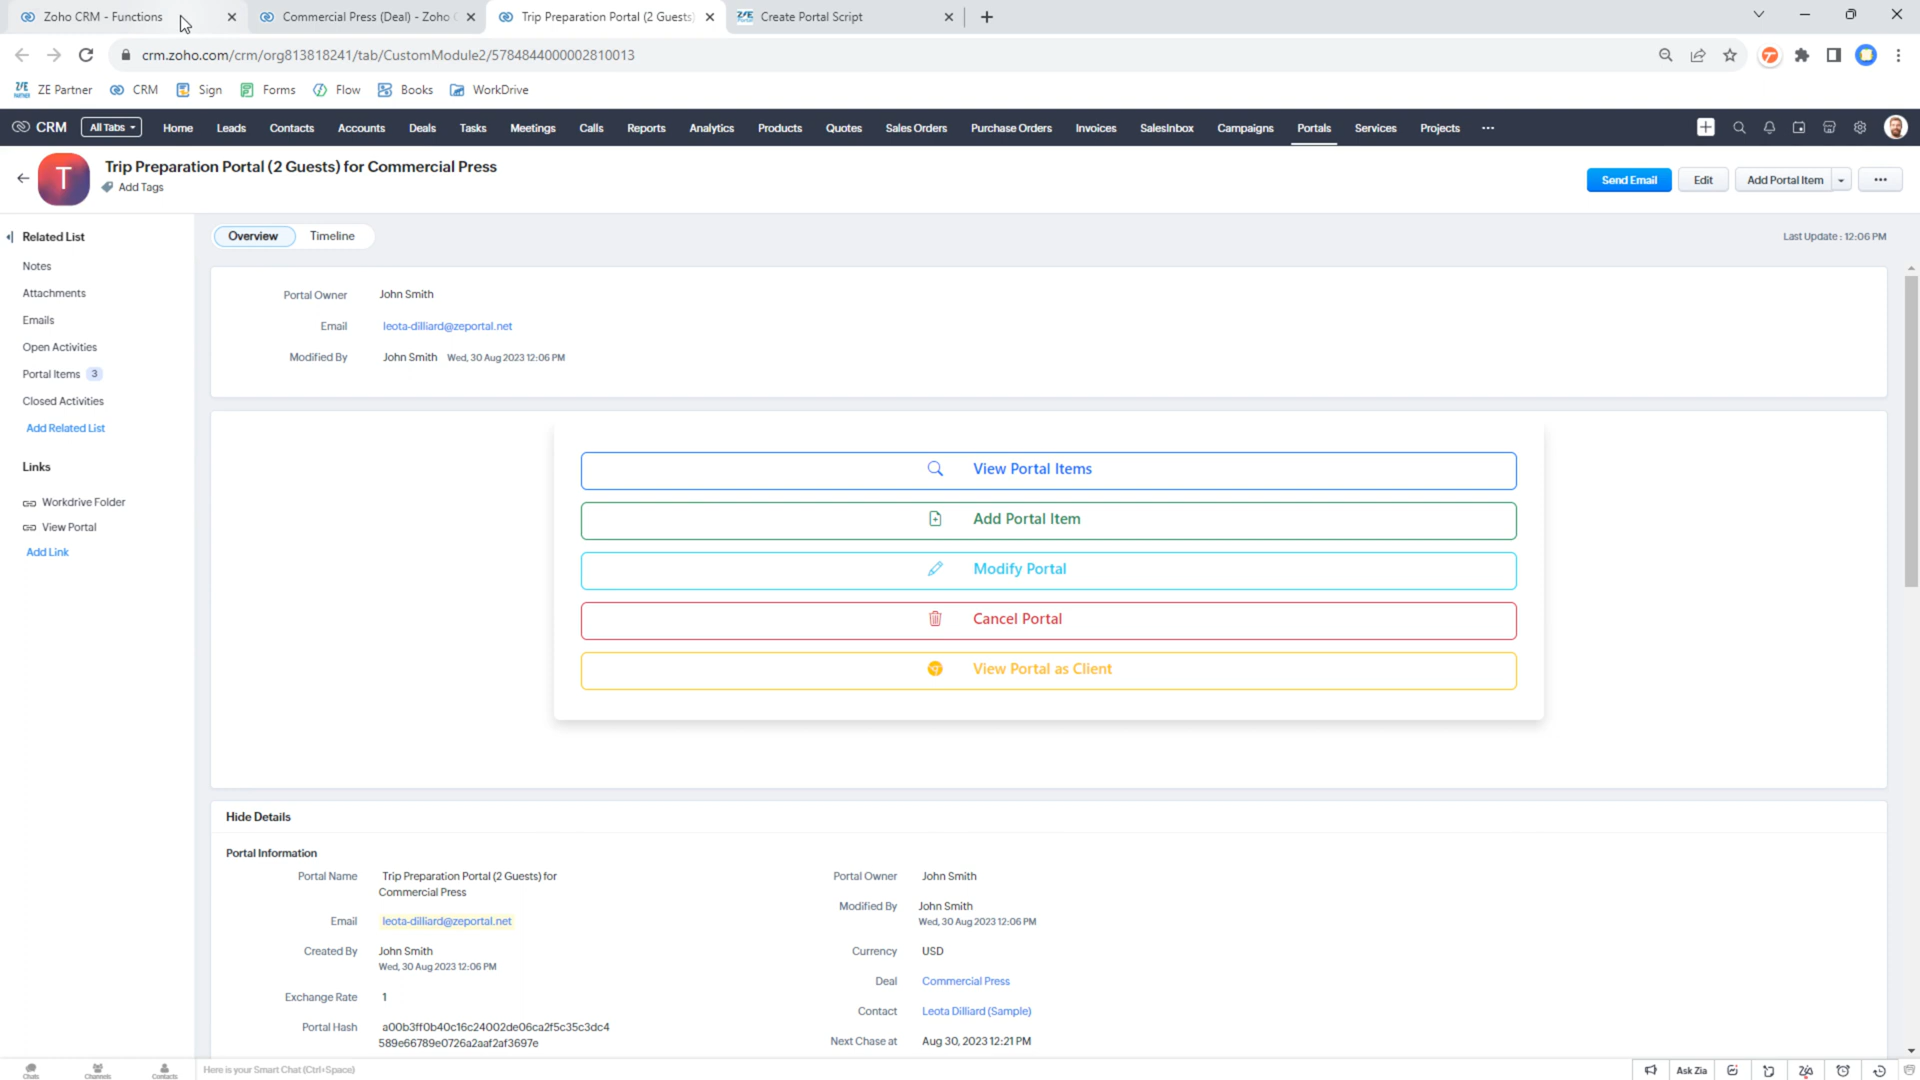 Zoho CRM - Functions
Commercial Press (Deal) - Zoho C
Trip Preparation Portal (2 Guests)
Create Portal Script
crm.zoho.com/crm/org813818241/tab/CustomModule2/5784844000002810013
ZE Partner
CRM
Sign
Forms
Flow
Books
WorkDrive
CRM
All Tabs
Home
Leads
Contacts
Accounts
Deals
Tasks
Meetings
Calls
Reports
Analytics
Products
Quotes
Sales Orders
Purchase Orders
Invoices
SalesInbox
Campaigns
Portals
Services
Projects
T
Trip Preparation Portal (2 Guests) for Commercial Press
Add Tags
Send Email
Edit
Add Portal Item
Related List
Notes
Attachments
Emails
Open Activities
Portal Items 3
Closed Activities
Add Related List
Links
Workdrive Folder
View Portal
Add Link
Overview
Timeline
Last Update : 12:06 PM
Portal Owner John Smith
Email leota-dilliard@zeportal.net
Modified By John Smith Wed, 30 Aug 2023 12:06 PM
View Portal Items
Add Portal Item
Modify Portal
Cancel Portal
View Portal as Client
Hide Details
Portal Information
Portal Name Trip Preparation Portal (2 Guests) for
Commercial Press
Email leota-dilliard@zeportal.net
Created By John Smith
Wed, 30 Aug 2023 12:06 PM
Exchange Rate 1
Portal Hash a00b3ff0b40c16c24002de06ca2f5c35c3dc4
589e66789e0726a2aaf2af3697e
Portal Owner John Smith
Modified By John Smith
Wed, 30 Aug 2023 12:06 PM
Currency USD
Deal Commercial Press
Contact Leota Dilliard (Sample)
Next Chase at Aug 30, 2023 12:21 PM
Chats
Channels
Contacts
Here is your Smart Chat (Ctrl+Space)
Ask Zia